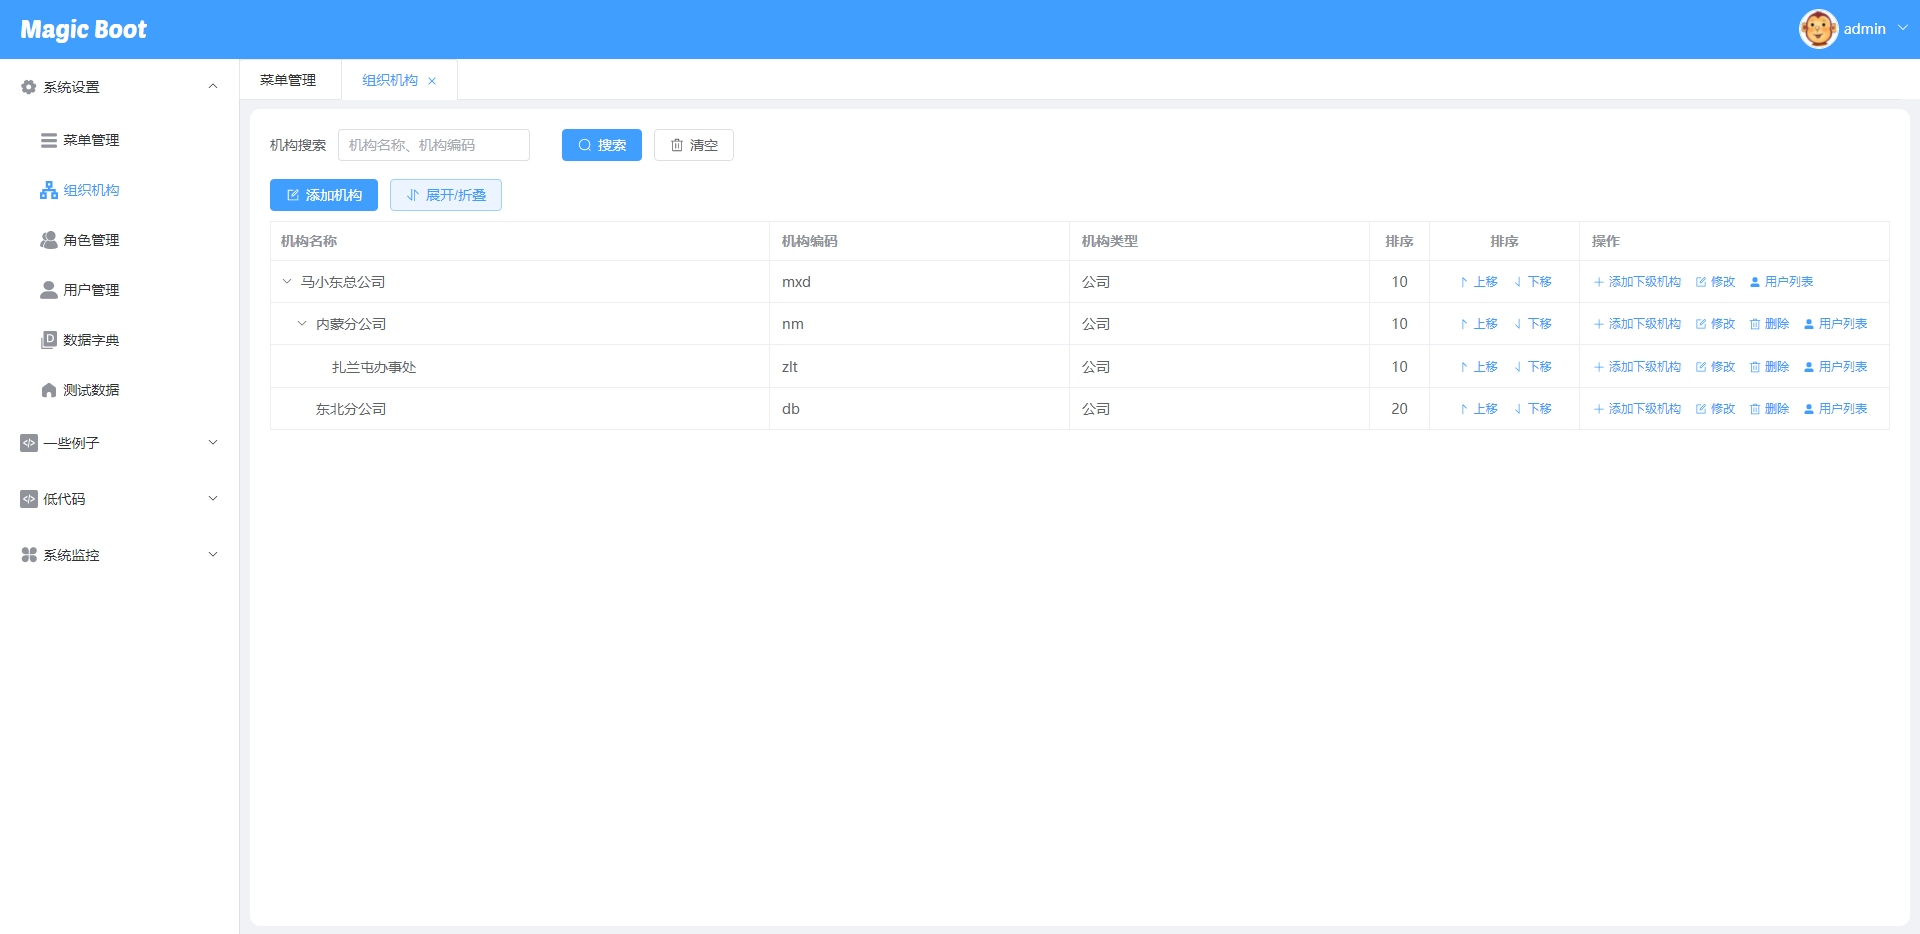 Magic Boot
admin
系统设置
菜单管理
组织机构
角色管理
用户管理
数据字典
测试数据
一些例子
低代码
系统监控
菜单管理 组织机构
机构搜索 机构名称、机构编码 搜索 清空
添加机构 展开/折叠
机构名称 机构编码 机构类型 排序 排序 操作
马小东总公司 mxd 公司 10 上移 下移 添加下级机构 修改 用户列表
内蒙分公司 nm 公司 10 上移 下移 添加下级机构 修改 删除 用户列表
扎兰屯办事处 zlt 公司 10 上移 下移 添加下级机构 修改 删除 用户列表
东北分公司 db 公司 20 上移 下移 添加下级机构 修改 删除 用户列表